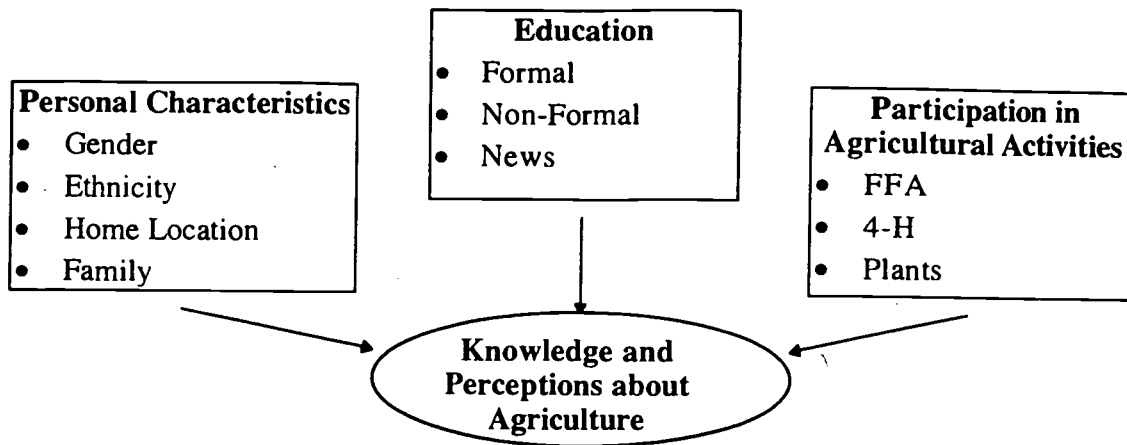 Education
• Formal
• Non-Formal
• News
Personal Characteristics
• Gender
• Ethnicity
• Home Location
• Family
Participation in
Agricultural Activities
• FFA
• 4-H
• Plants
Knowledge and
Perceptions about
Agriculture